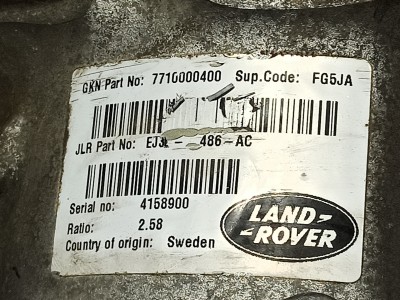 GKN Part No: 7710000400 Sup.Code: FG5JA
JLR Part No: 486-AC
Serial no: 4158900
Ratio: 2.58
Country of origin: Sweden
LAND-
-ROVER